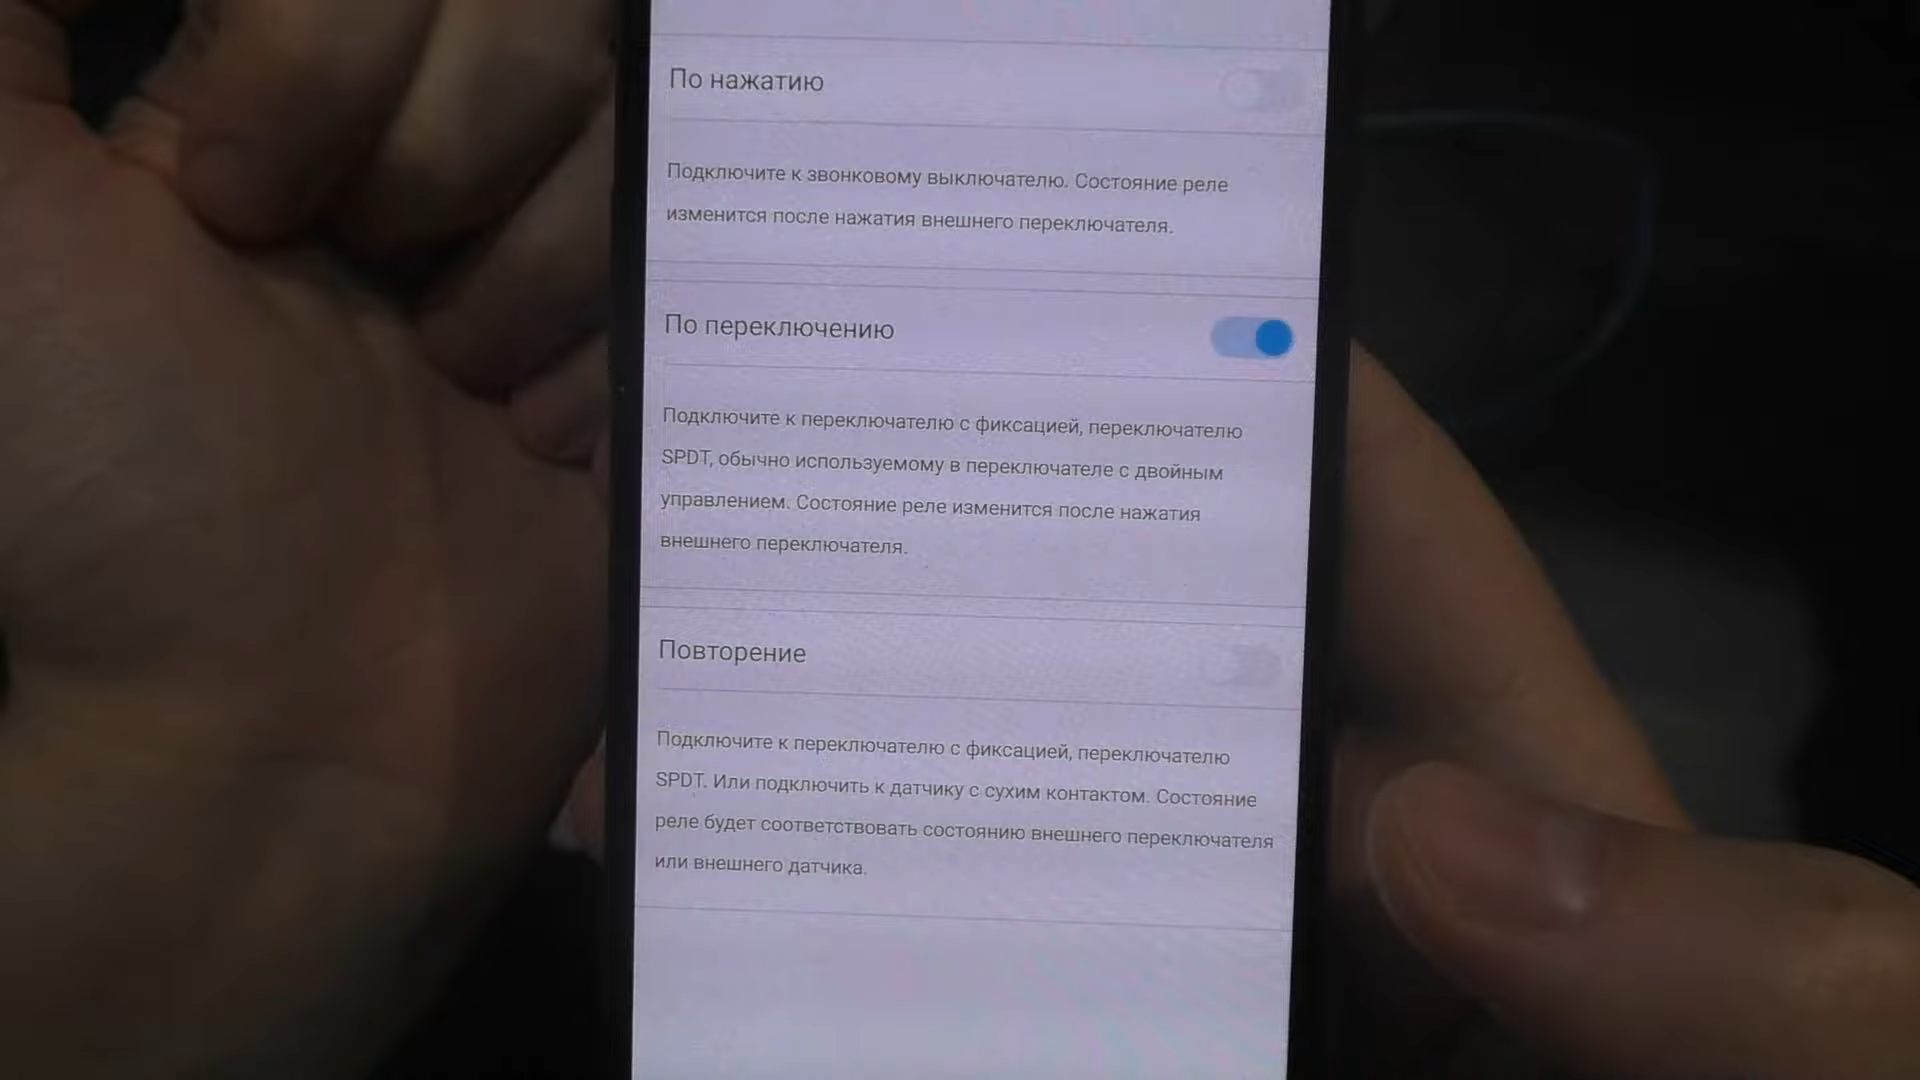 По нажатию
Подключите к звонковому выключателю. Состояние реле
изменится после нажатия внешнего переключателя.
По переключению
Подключите к переключателю с фиксацией, переключателю
SPDT, обычно используемому в переключателе с двойным
управлением. Состояние реле изменится после нажатия
внешнего переключателя.
Повторение
Подключите к переключателю с фиксацией, переключателю
SPDT. Или подключить к датчику с сухим контактом. Состояние
реле будет соответствовать состоянию внешнего переключателя
или внешнего датчика.